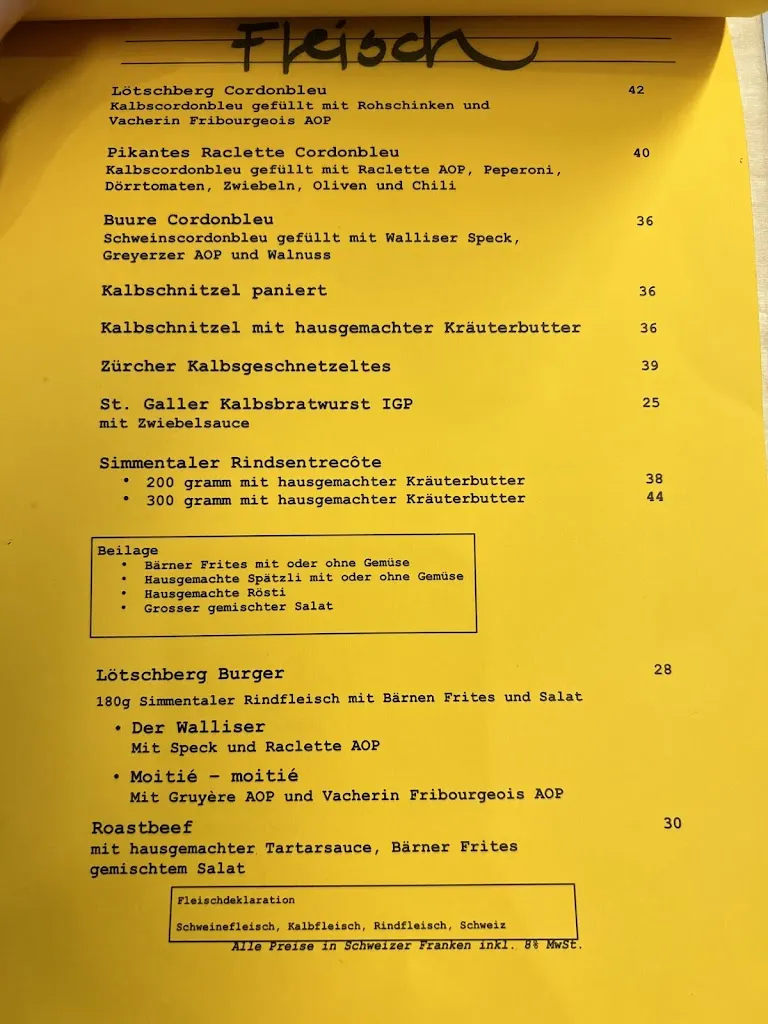 Fleisch
Lötschberg Cordonbleu 42
Kalbscordonbleu gefüllt mit Rohschinken und
Vacherin Fribourgeois AOP
Pikantes Raclette Cordonbleu 40
Kalbscordonbleu gefüllt mit Raclette AOP, Peperoni,
Dörrtomaten, Zwiebeln, Oliven und Chili
Buure Cordonbleu 36
Schweinscordonbleu gefüllt mit Walliser Speck,
Greyerzer AOP und Walnuss
Kalbschnitzel paniert 36
Kalbschnitzel mit hausgemachter Kräuterbutter 36
Zürcher Kalbsgeschnetzeltes 39
St. Galler Kalbsbratwurst IGP 25
mit Zwiebelsauce
Simmentaler Rindsentrecôte
• 200 gramm mit hausgemachter Kräuterbutter 38
• 300 gramm mit hausgemachter Kräuterbutter 44
Beilage
• Bärner Frites mit oder ohne Gemüse
• Hausgemachte Spätzli mit oder ohne Gemüse
• Hausgemachte Rösti
• Grosser gemischter Salat
Lötschberg Burger 28
180g Simmentaler Rindfleisch mit Bärnen Frites und Salat
• Der Walliser
Mit Speck und Raclette AOP
• Moitié – moitié
Mit Gruyère AOP und Vacherin Fribourgeois AOP
Roastbeef 30
mit hausgemachter Tartarsauce, Bärner Frites
gemischtem Salat
Fleischdeklaration
Schweinefleisch, Kalbfleisch, Rindfleisch, Schweiz
Alle Preise in Schweizer Franken inkl. 8% MwSt.